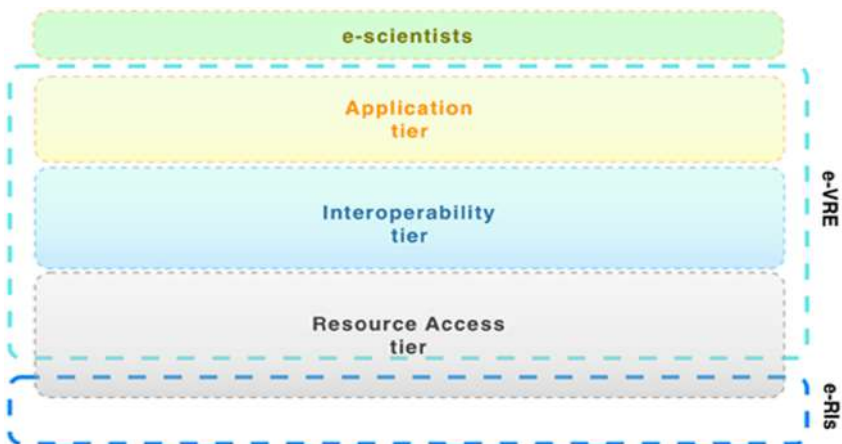 e-scientists
Application
tier
Interoperability
tier
Resource Access
tier
e-VRE
e-RIs